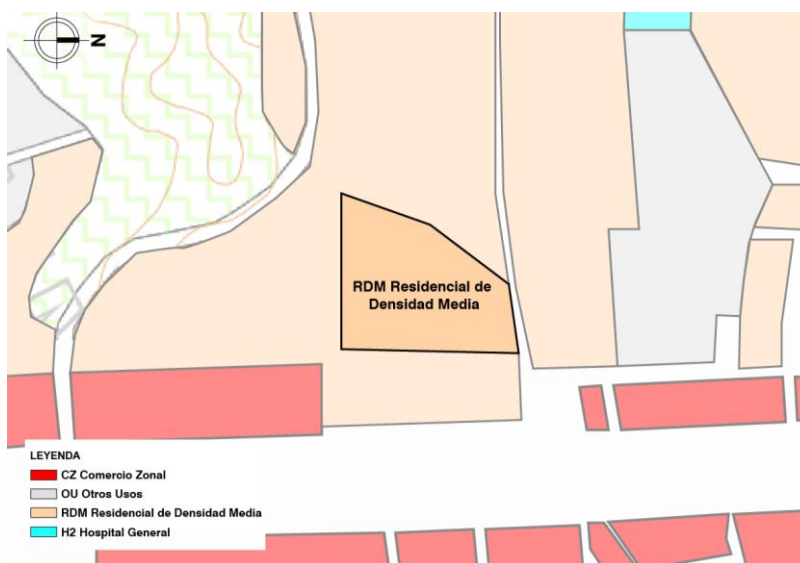 N
RDM Residencial de
Densidad Media
LEYENDA
CZ Comercio Zonal
OU Otros Usos
RDM Residencial de Densidad Media
H2 Hospital General